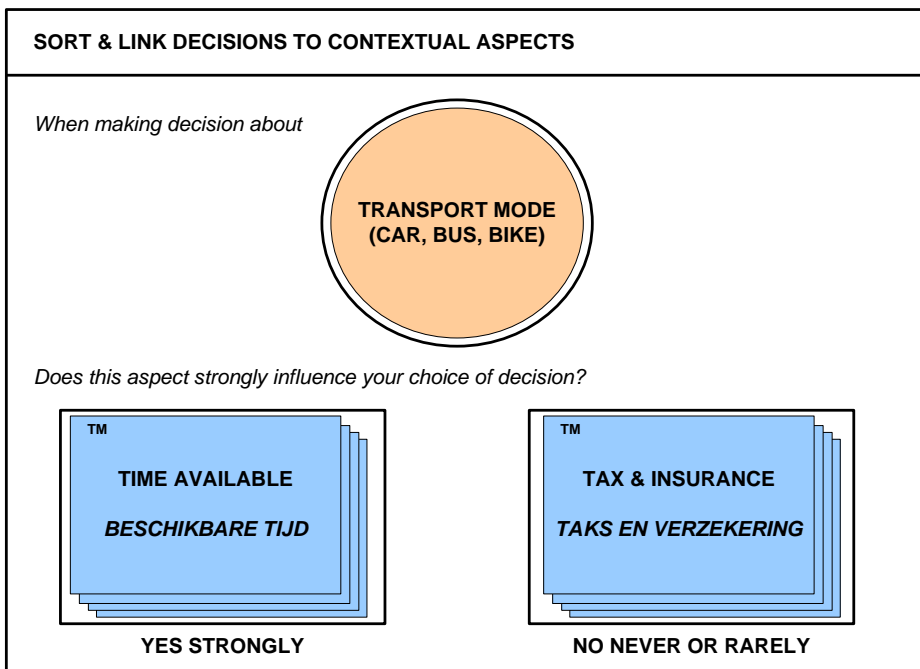 SORT & LINK DECISIONS TO CONTEXTUAL ASPECTS
When making decision about
TRANSPORT MODE
(CAR, BUS, BIKE)
Does this aspect strongly influence your choice of decision?
TM
TIME AVAILABLE
BESCHIKBARE TIJD
YES STRONGLY
TM
TAX & INSURANCE
TAKS EN VERZEKERING
NO NEVER OR RARELY